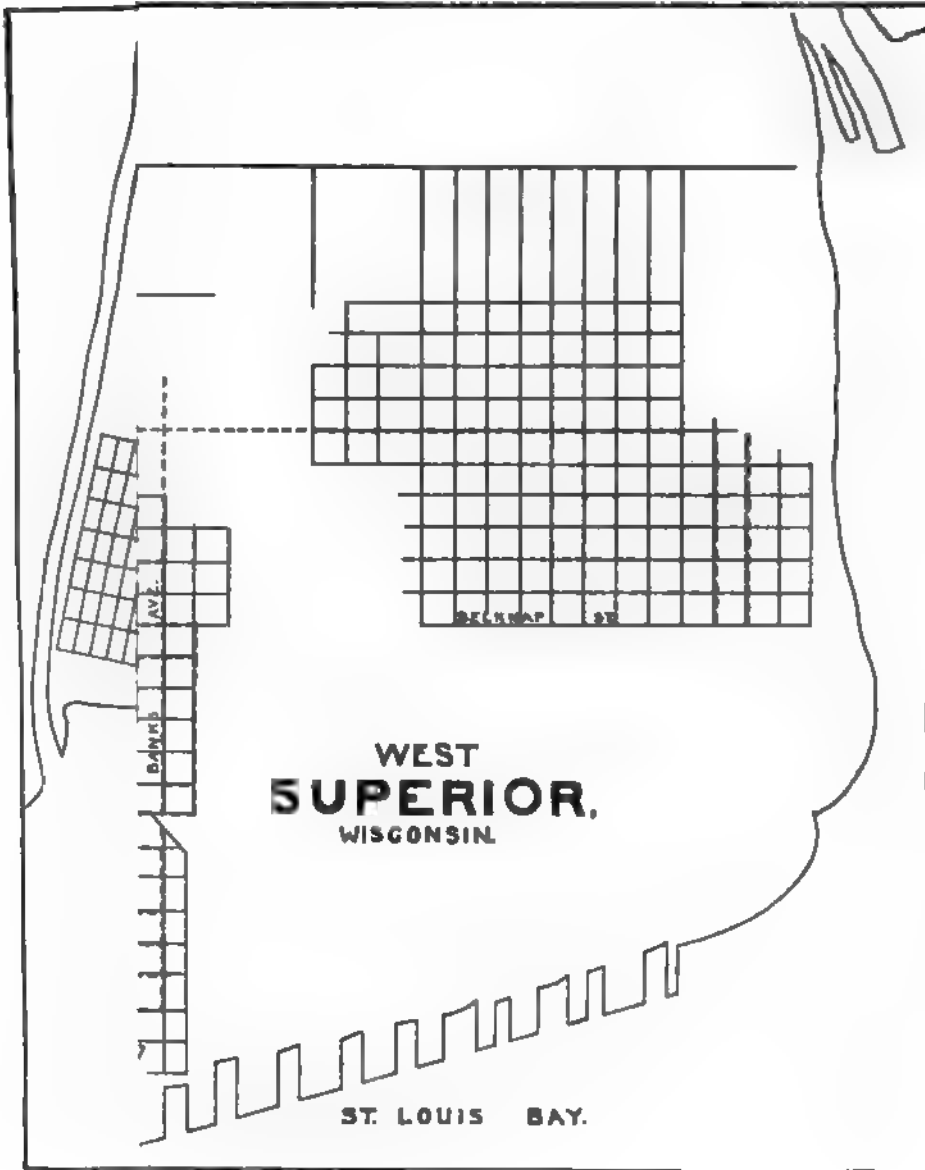 BANKS AVE.
BELKNAP ST.
WEST
SUPERIOR,
WISCONSIN.
ST. LOUIS BAY.